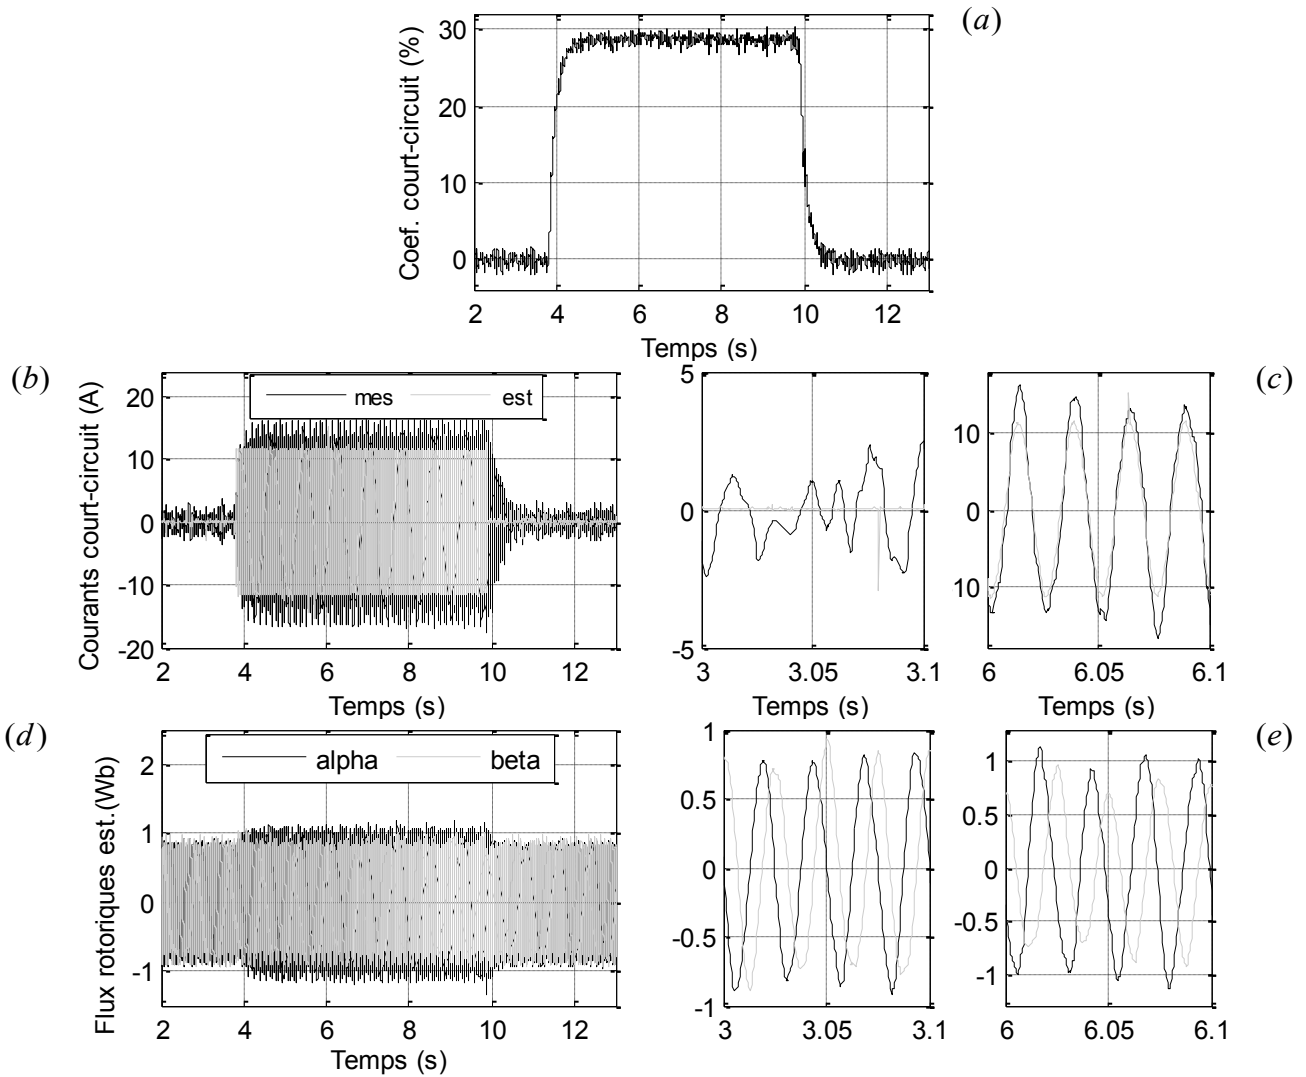 (a)
Coef. court-circuit (%)
30
20
10
0
2 4 6 8 10 12
Temps (s)
(b)
Courants court-circuit (A)
mes est
20
10
0
-10
-20
2 4 6 8 10 12
Temps (s)
5
0
-5
3 3.05 3.1
Temps (s)
(c)
10
0
10
6 6.05 6.1
Temps (s)
(d)
Flux rotoriques est.(Wb)
alpha beta
2
1
0
-1
2 4 6 8 10 12
Temps (s)
1
0.5
0
-0.5
-1
3 3.05 3.1
(e)
1
0.5
0
-0.5
-1
6 6.05 6.1